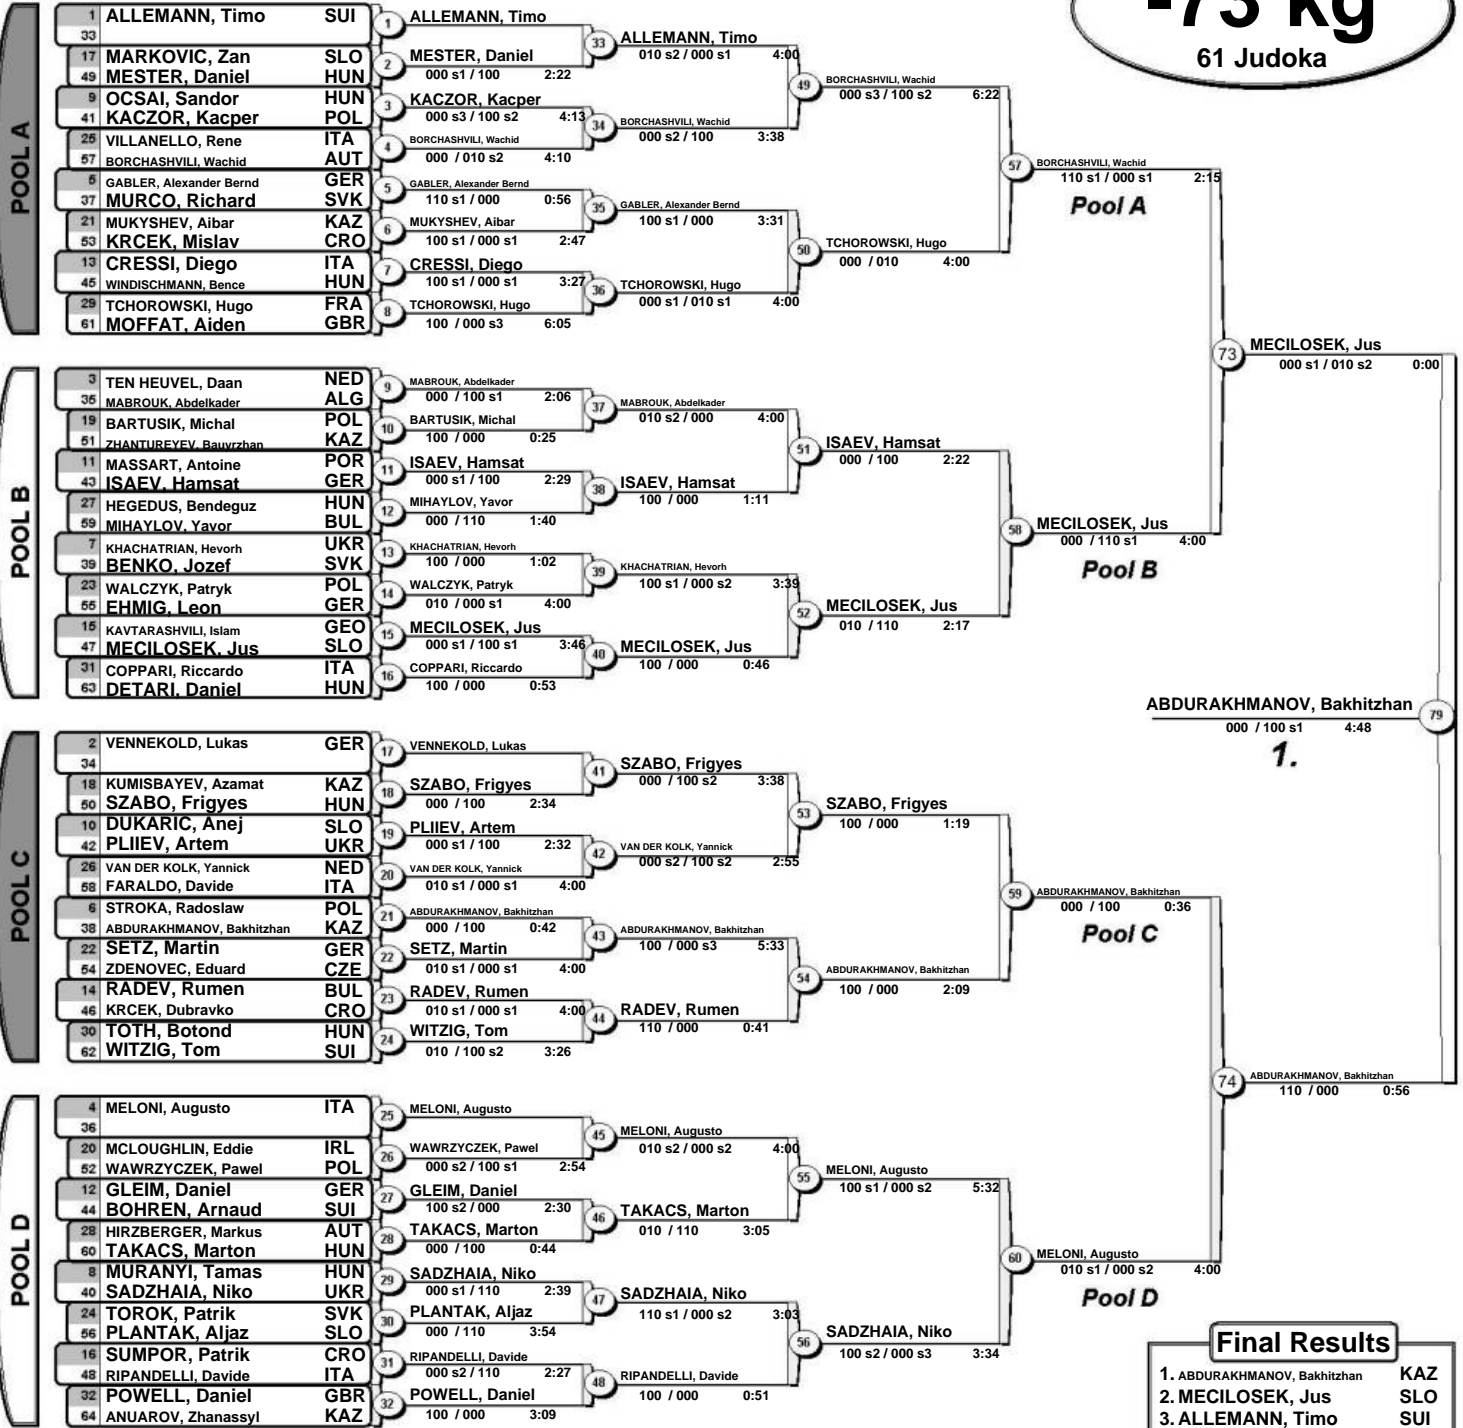 -73 kg
61 Judoka
POOL A
1 ALLEMANN, Timo SUI
33
17 MARKOVIC, Zan SLO
49 MESTER, Daniel HUN
9 OCSAI, Sandor HUN
41 KACZOR, Kacper POL
25 VILLANELLO, Rene ITA
57 BORCHASHVILI, Wachid AUT
5 GABLER, Alexander Bernd GER
37 MURCO, Richard SVK
21 MUKYSHEV, Aibar KAZ
53 KRCEK, Mislav CRO
13 CRESSI, Diego ITA
45 WINDISCHMANN, Bence HUN
29 TCHOROWSKI, Hugo FRA
61 MOFFAT, Aiden GBR
1 ALLEMANN, Timo
2 MESTER, Daniel
000 s1 / 100 2:22
3 KACZOR, Kacper
000 s3 / 100 s2 4:13
4 BORCHASHVILI, Wachid
000 / 010 s2 4:10
5 GABLER, Alexander Bernd
110 s1 / 000 0:56
6 MUKYSHEV, Aibar
100 s1 / 000 s1 2:47
7 CRESSI, Diego
100 s1 / 000 s1 3:27
8 TCHOROWSKI, Hugo
100 / 000 s3 6:05
33 ALLEMANN, Timo
010 s2 / 000 s1 4:00
34 BORCHASHVILI, Wachid
000 s2 / 100 3:38
35 GABLER, Alexander Bernd
100 s1 / 000 3:31
36 TCHOROWSKI, Hugo
000 s1 / 010 s1 4:00
49 BORCHASHVILI, Wachid
000 s3 / 100 s2 6:22
50 TCHOROWSKI, Hugo
000 / 010 4:00
57 BORCHASHVILI, Wachid
110 s1 / 000 s1 2:15
Pool A
POOL B
3 TEN HEUVEL, Daan NED
35 MABROUK, Abdelkader ALG
19 BARTUSIK, Michal POL
51 ZHANTUREYEV, Bauyrzhan KAZ
11 MASSART, Antoine POR
43 ISAEV, Hamsat GER
27 HEGEDUS, Bendeguz HUN
59 MIHAYLOV, Yavor BUL
7 KHACHATRIAN, Hevorh UKR
39 BENKO, Jozef SVK
23 WALCZYK, Patryk POL
55 EHMIG, Leon GER
15 KAVTARASHVILI, Islam GEO
47 MECILOSEK, Jus SLO
31 COPPARI, Riccardo ITA
63 DETARI, Daniel HUN
9 MABROUK, Abdelkader
000 / 100 s1 2:06
10 BARTUSIK, Michal
100 / 000 0:25
11 ISAEV, Hamsat
000 s1 / 100 2:29
12 MIHAYLOV, Yavor
000 / 110 1:40
13 KHACHATRIAN, Hevorh
100 / 000 1:02
14 WALCZYK, Patryk
010 / 000 s1 4:00
15 MECILOSEK, Jus
000 s1 / 100 s1 3:46
16 COPPARI, Riccardo
100 / 000 0:53
37 MABROUK, Abdelkader
010 s2 / 000 4:00
38 ISAEV, Hamsat
100 / 000 1:11
39 KHACHATRIAN, Hevorh
100 s1 / 000 s2 3:39
40 MECILOSEK, Jus
100 / 000 0:46
51 ISAEV, Hamsat
000 / 100 2:22
52 MECILOSEK, Jus
010 / 110 2:17
58 MECILOSEK, Jus
000 / 110 s1 4:00
Pool B
73 MECILOSEK, Jus
000 s1 / 010 s2 0:00
ABDURAKHMANOV, Bakhitzhan 79
000 / 100 s1 4:48
1.
POOL C
2 VENNEKOLD, Lukas GER
34
18 KUMISBAYEV, Azamat KAZ
50 SZABO, Frigyes HUN
10 DUKARIC, Anej SLO
42 PLIIEV, Artem UKR
26 VAN DER KOLK, Yannick NED
58 FARALDO, Davide ITA
6 STROKA, Radoslaw POL
38 ABDURAKHMANOV, Bakhitzhan KAZ
22 SETZ, Martin GER
54 ZDENOVEC, Eduard CZE
14 RADEV, Rumen BUL
46 KRCEK, Dubravko CRO
30 TOTH, Botond HUN
62 WITZIG, Tom SUI
17 VENNEKOLD, Lukas
18 SZABO, Frigyes
000 / 100 2:34
19 PLIIEV, Artem
000 s1 / 100 2:32
20 VAN DER KOLK, Yannick
010 s1 / 000 s1 4:00
21 ABDURAKHMANOV, Bakhitzhan
000 / 100 0:42
22 SETZ, Martin
010 s1 / 000 s1 4:00
23 RADEV, Rumen
010 s1 / 000 s1 4:00
24 WITZIG, Tom
010 / 100 s2 3:26
41 SZABO, Frigyes
000 / 100 s2 3:38
42 VAN DER KOLK, Yannick
000 s2 / 100 s2 2:55
43 ABDURAKHMANOV, Bakhitzhan
100 / 000 s3 5:33
44 RADEV, Rumen
110 / 000 0:41
53 SZABO, Frigyes
100 / 000 1:19
54 ABDURAKHMANOV, Bakhitzhan
100 / 000 2:09
59 ABDURAKHMANOV, Bakhitzhan
000 / 100 0:36
Pool C
74 ABDURAKHMANOV, Bakhitzhan
110 / 000 0:56
POOL D
4 MELONI, Augusto ITA
36
20 MCLOUGHLIN, Eddie IRL
52 WAWRZYCZEK, Pawel POL
12 GLEIM, Daniel GER
44 BOHREN, Arnaud SUI
28 HIRZBERGER, Markus AUT
60 TAKACS, Marton HUN
8 MURANYI, Tamas HUN
40 SADZHAIA, Niko UKR
24 TOROK, Patrik SVK
56 PLANTAK, Aljaz SLO
16 SUMPOR, Patrik CRO
48 RIPANDELLI, Davide ITA
32 POWELL, Daniel GBR
64 ANUAROV, Zhanassyl KAZ
25 MELONI, Augusto
26 WAWRZYCZEK, Pawel
000 s2 / 100 s1 2:54
27 GLEIM, Daniel
100 s2 / 000 2:30
28 TAKACS, Marton
000 / 100 0:44
29 SADZHAIA, Niko
000 s1 / 110 2:39
30 PLANTAK, Aljaz
000 / 110 3:54
31 RIPANDELLI, Davide
000 s2 / 110 2:27
32 POWELL, Daniel
100 / 000 3:09
45 MELONI, Augusto
010 s2 / 000 s2 4:00
46 TAKACS, Marton
010 / 110 3:05
47 SADZHAIA, Niko
110 s1 / 000 s2 3:03
48 RIPANDELLI, Davide
100 / 000 0:51
55 MELONI, Augusto
100 s1 / 000 s2 5:32
56 SADZHAIA, Niko
100 s2 / 000 s3 3:34
60 MELONI, Augusto
010 s1 / 000 s2 4:00
Pool D
Final Results
1. ABDURAKHMANOV, Bakhitzhan KAZ
2. MECILOSEK, Jus SLO
3. ALLEMANN, Timo SUI